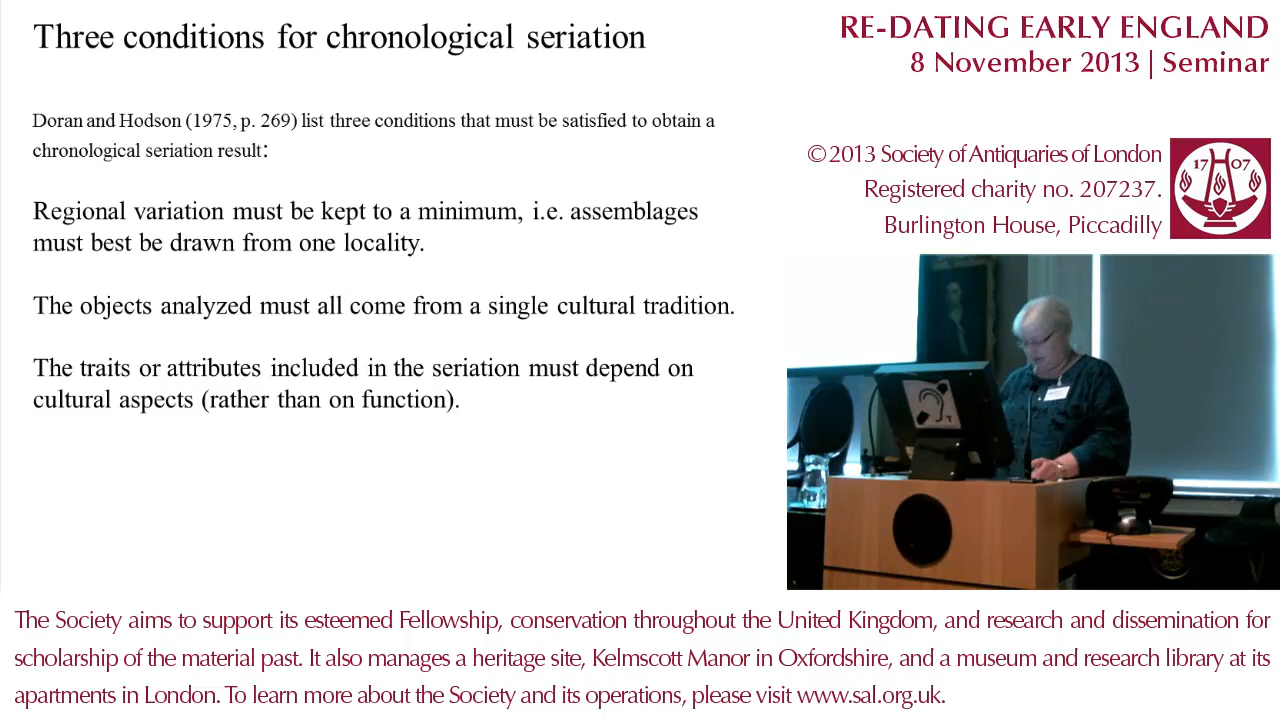 Three conditions for chronological seriation
Doran and Hodson (1975, p. 269) list three conditions that must be satisfied to obtain a
chronological seriation result:
Regional variation must be kept to a minimum, i.e. assemblages
must best be drawn from one locality.
The objects analyzed must all come from a single cultural tradition.
The traits or attributes included in the seriation must depend on
cultural aspects (rather than on function).
RE-DATING EARLY ENGLAND
8 November 2013 | Seminar
© 2013 Society of Antiquaries of London
Registered charity no. 207237.
Burlington House, Piccadilly
17 07
The Society aims to support its esteemed Fellowship, conservation throughout the United Kingdom, and research and dissemination for
scholarship of the material past. It also manages a heritage site, Kelmscott Manor in Oxfordshire, and a museum and research library at its
apartments in London. To learn more about the Society and its operations, please visit www.sal.org.uk.